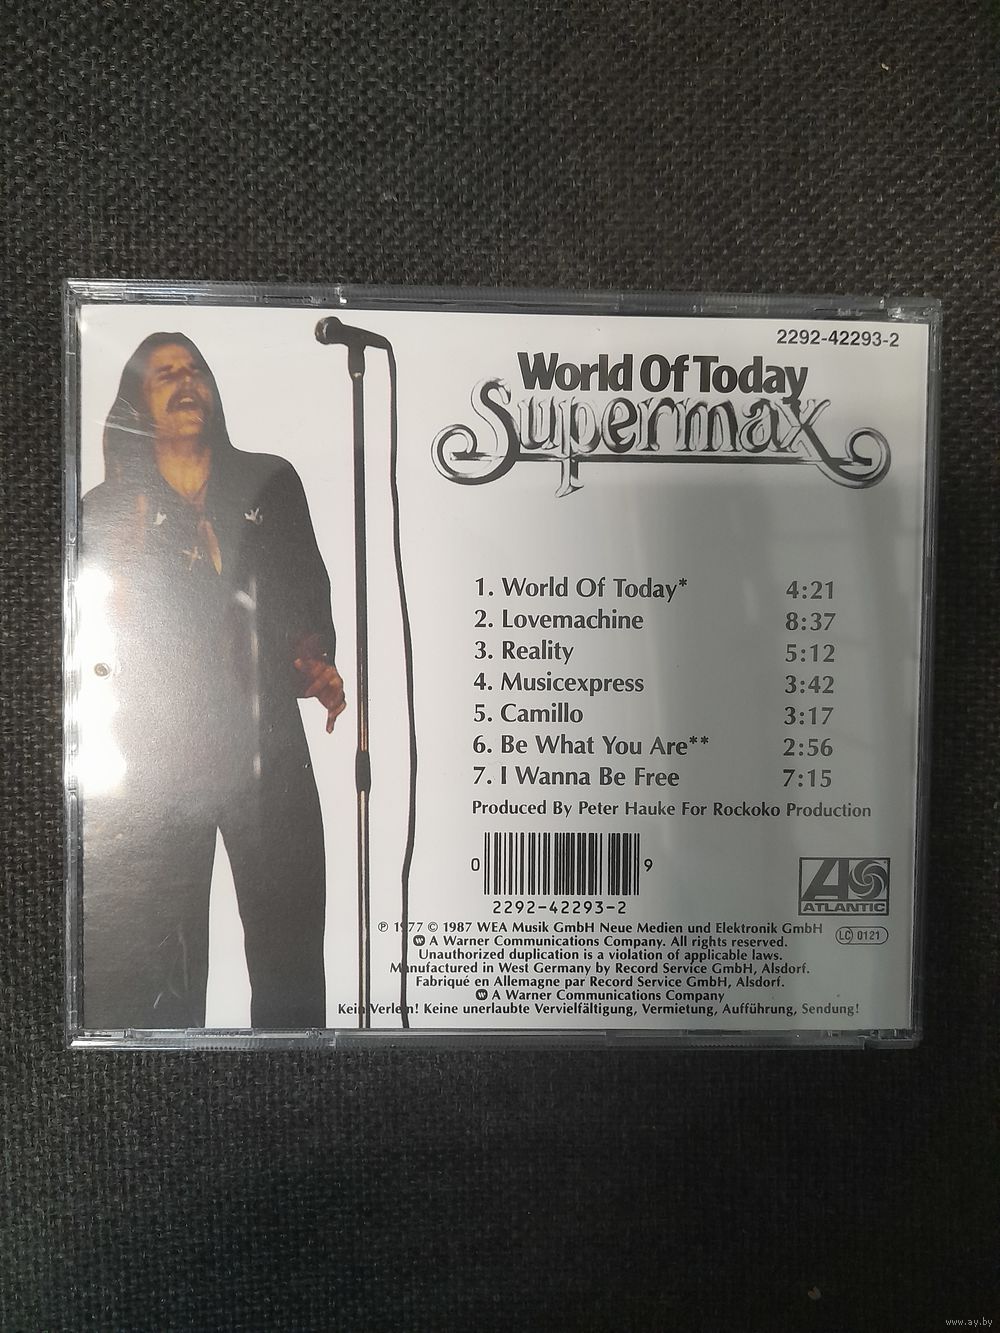 2292-42293-2
World Of Today
Supermax
1. World Of Today* 4:21
2. Lovemachine 8:37
3. Reality 5:12
4. Musicexpress 3:42
5. Camillo 3:17
6. Be What You Are** 2:56
7. I Wanna Be Free 7:15
Produced By Peter Hauke For Rockoko Production
0 9
2292-42293-2
ATLANTIC
LC 0121
℗ 1977 © 1987 WEA Musik GmbH Neue Medien und Elektronik GmbH
A Warner Communications Company. All rights reserved.
Unauthorized duplication is a violation of applicable laws.
Manufactured in West Germany by Record Service GmbH, Alsdorf.
Fabriqué en Allemagne par Record Service GmbH, Alsdorf.
A Warner Communications Company
Kein Verleih! Keine unerlaubte Vervielfältigung, Vermietung, Aufführung, Sendung!
www.ay.by